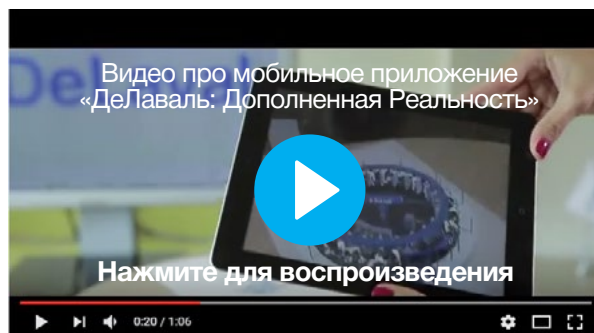 Видео про мобильное приложение
«ДеЛаваль: Дополненная Реальность»
Нажмите для воспроизведения
0:20 / 1:06